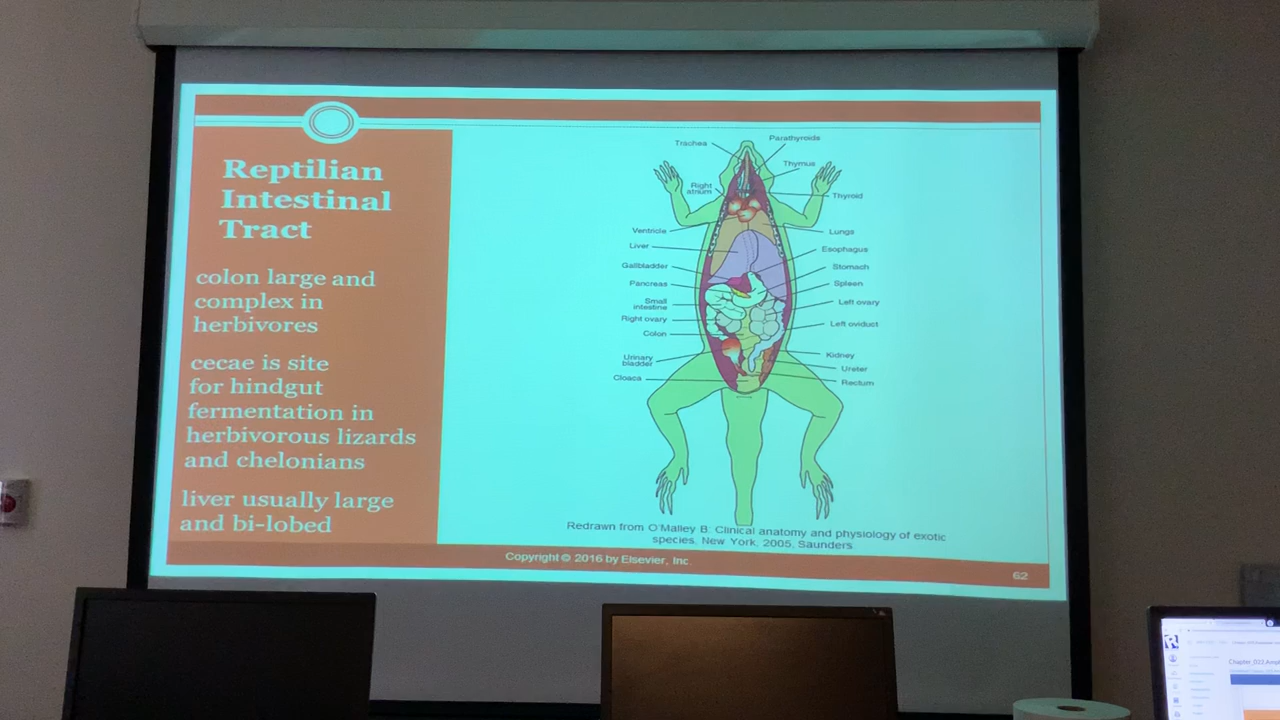 Reptilian
Intestinal
Tract
colon large and
complex in
herbivores
cecae is site
for hindgut
fermentation in
herbivorous lizards
and chelonians
liver usually large
and bi-lobed
Trachea
Right
atrium
Ventricle
Liver
Gallbladder
Pancreas
Small
intestine
Right ovary
Colon
Urinary
bladder
Cloaca
Parathyroids
Thymus
Thyroid
Lungs
Esophagus
Stomach
Spleen
Left ovary
Left oviduct
Kidney
Ureter
Rectum
Redrawn from O'Malley B: Clinical anatomy and physiology of exotic
species, New York, 2005, Saunders
Copyright © 2016 by Elsevier, Inc.
62